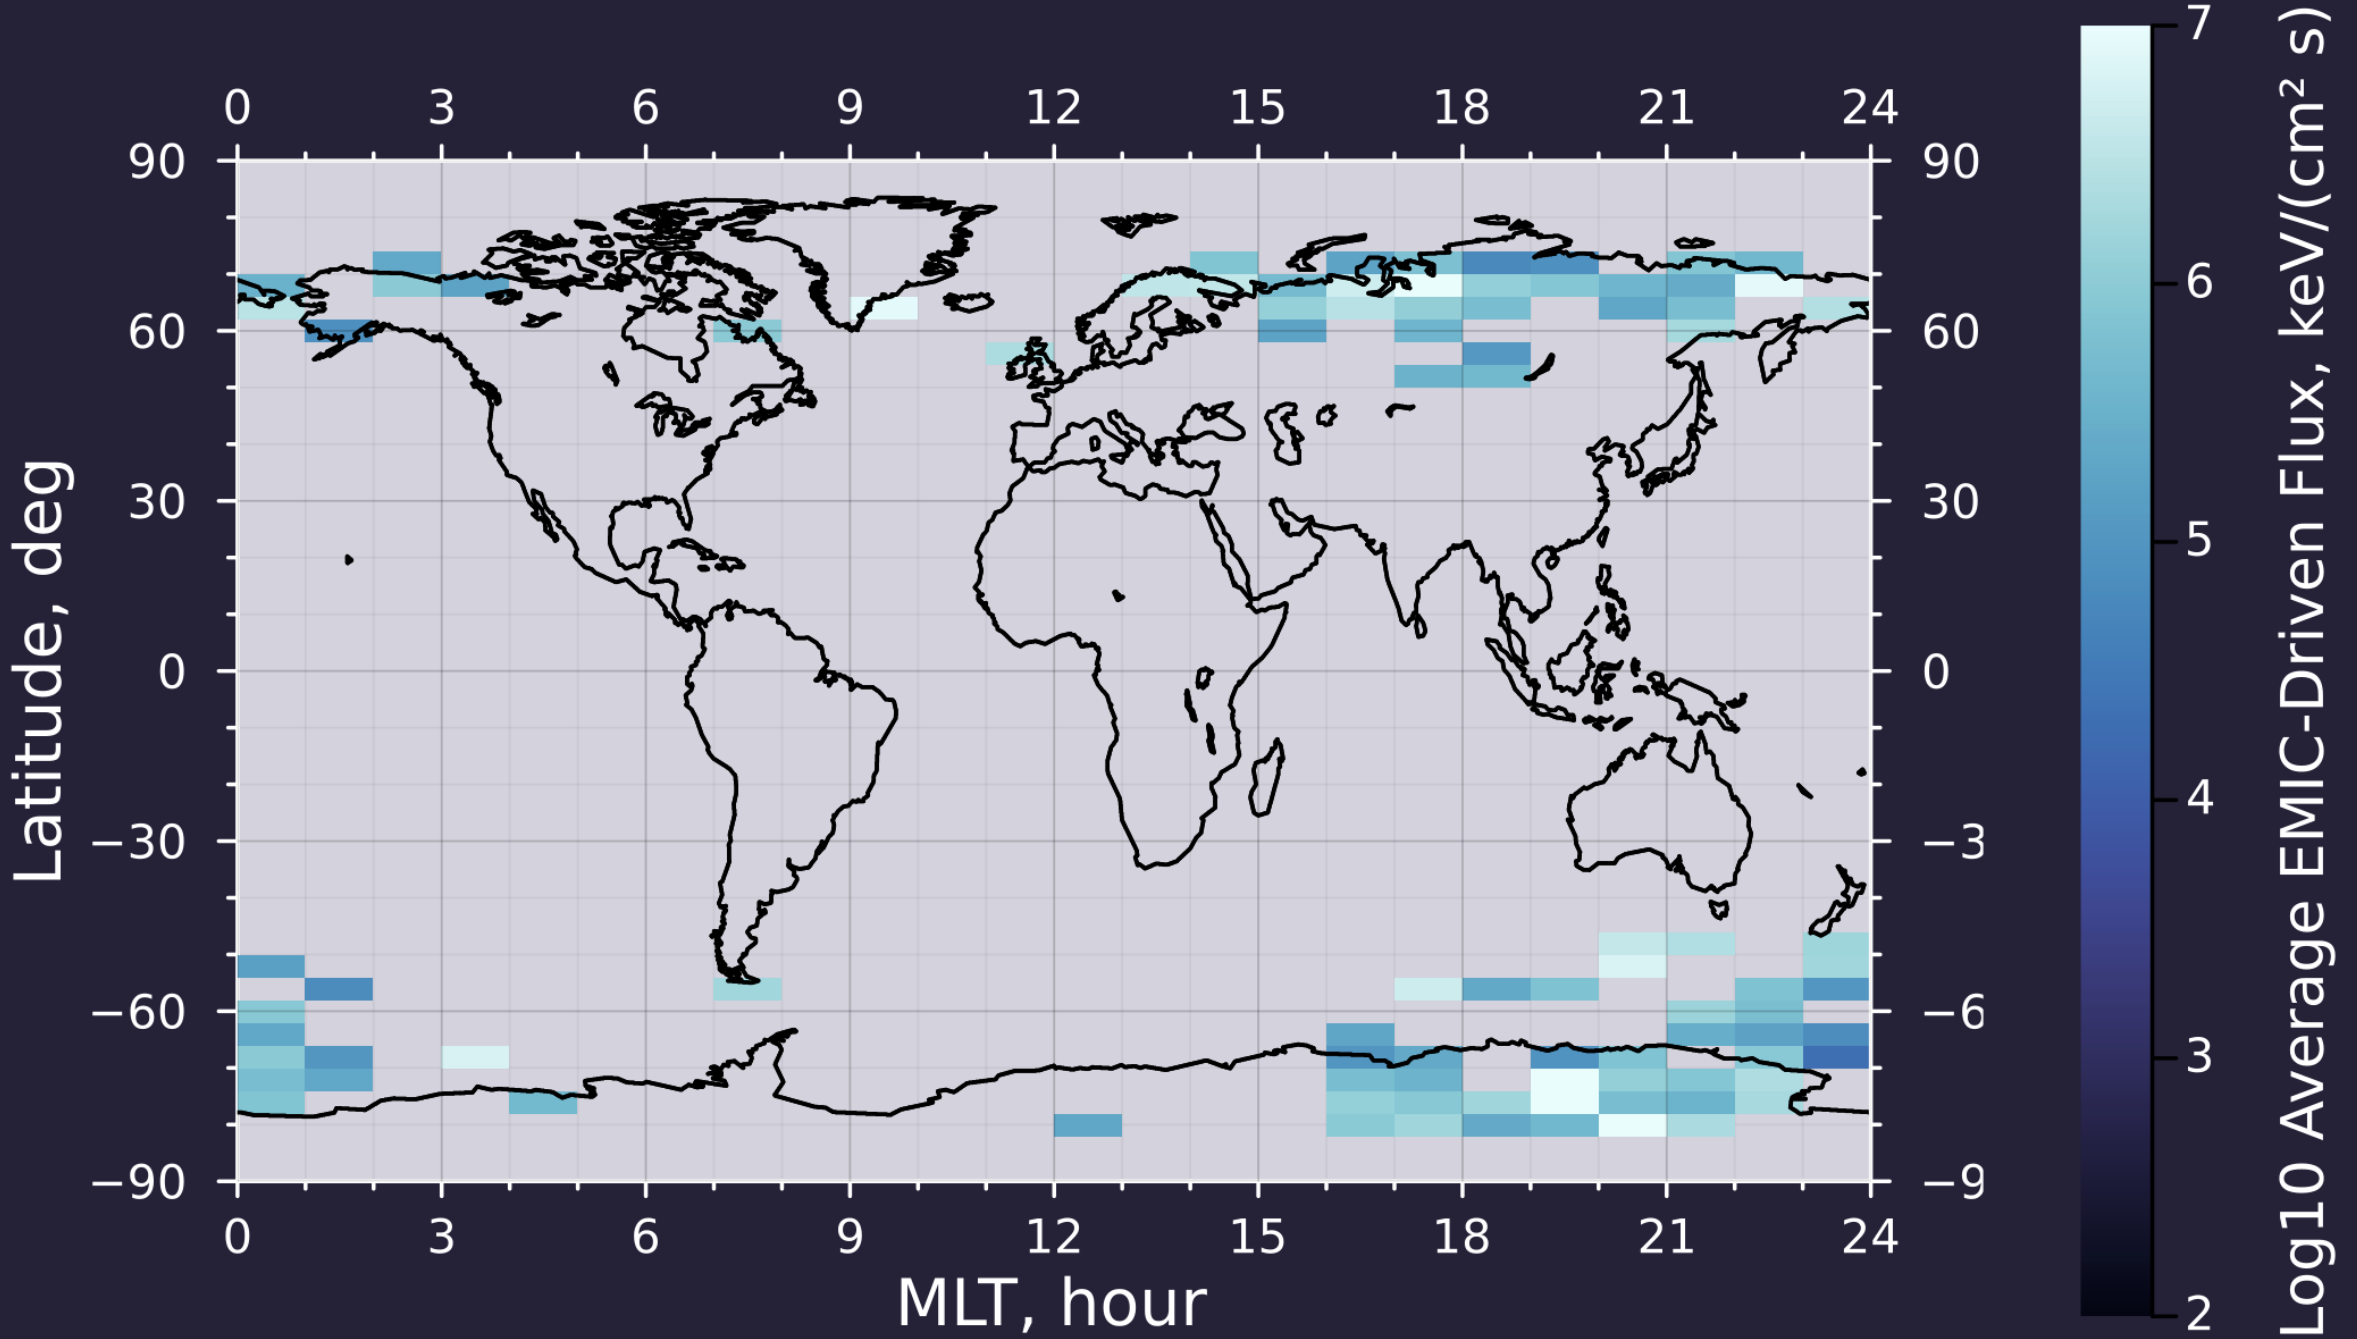 0 3 6 9 12 15 18 21 24
90 90
60 60
30 30
0 0
−30 −3
−60 −6
−90 −9
0 3 6 9 12 15 18 21 24
MLT, hour
Latitude, deg
7
6
5
4
3
2
Log10 Average EMIC-Driven Flux, keV/(cm² s)